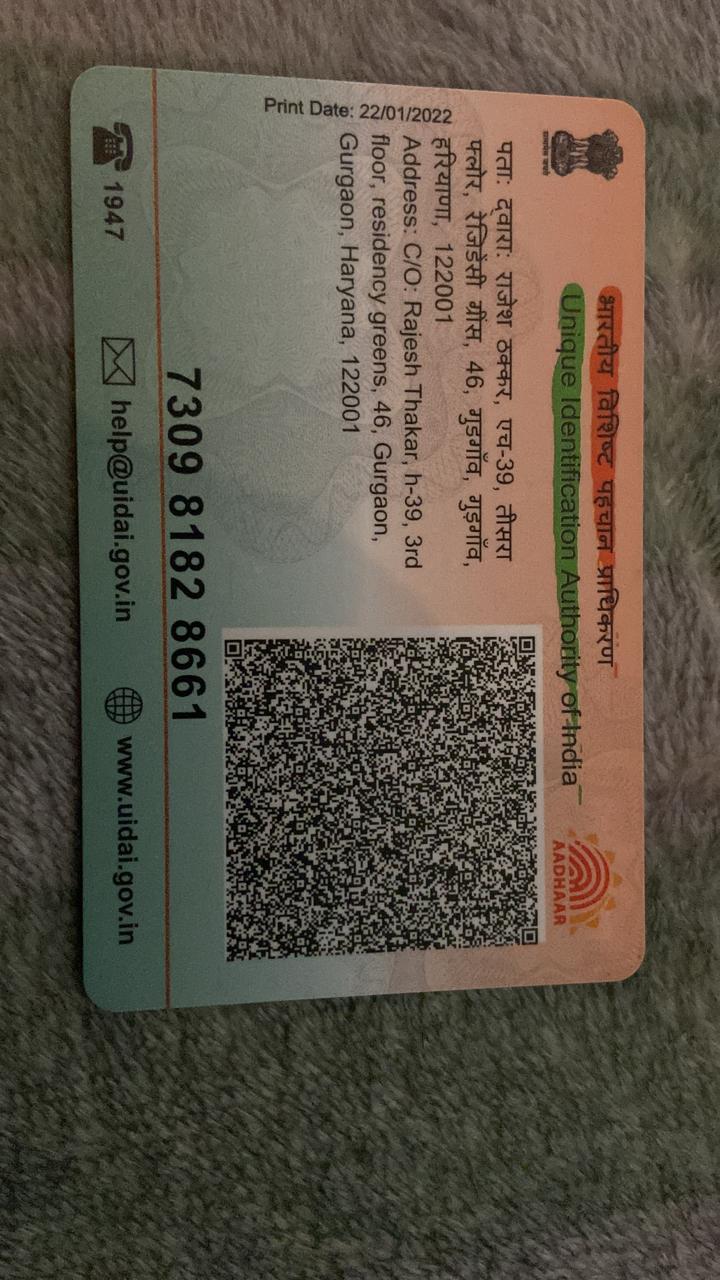 भारतीय विशिष्ट पहचान प्राधिकरण
Unique Identification Authority of India
AADHAAR
Print Date: 22/01/2022
पता: द्वारा: राजेश ठक्कर, एच-39, तीसरा
फ्लोर, रेजिडेंसी ग्रींस, 46, गुड़गाँव, गुड़गाँव,
हरियाणा, 122001
Address: C/O: Rajesh Thakar, h-39, 3rd
floor, residency greens, 46, Gurgaon,
Gurgaon, Haryana, 122001
7309 8182 8661
1947
help@uidai.gov.in
www.uidai.gov.in